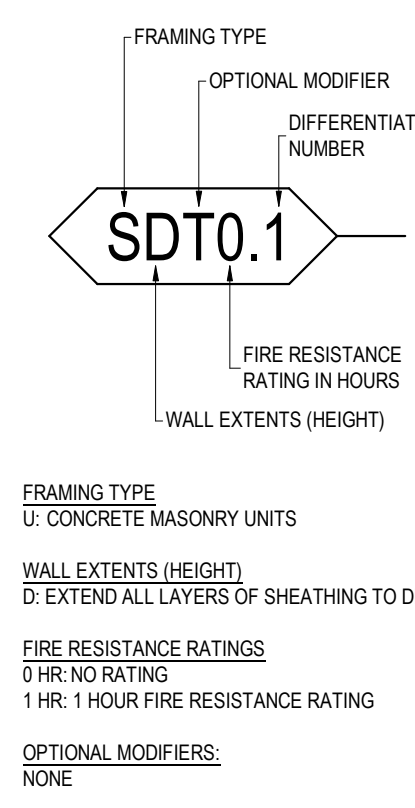 FRAMING TYPE
OPTIONAL MODIFIER
DIFFERENTIAT
NUMBER
SDT0.1
FIRE RESISTANCE
RATING IN HOURS
WALL EXTENTS (HEIGHT)
FRAMING TYPE
U: CONCRETE MASONRY UNITS
WALL EXTENTS (HEIGHT)
D: EXTEND ALL LAYERS OF SHEATHING TO D
FIRE RESISTANCE RATINGS
0 HR: NO RATING
1 HR: 1 HOUR FIRE RESISTANCE RATING
OPTIONAL MODIFIERS:
NONE